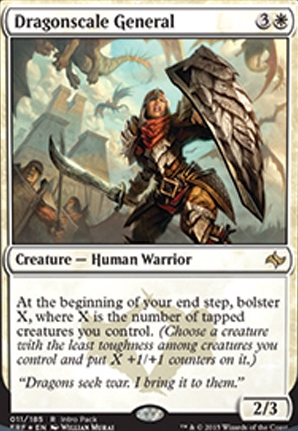 Dragonscale General 3
Creature — Human Warrior
At the beginning of your end step, bolster
X, where X is the number of tapped
creatures you control. (Choose a creature
with the least toughness among creatures you
control and put X +1/+1 counters on it.)
"Dragons seek war. I bring it to them."
2/3
011/185 R Intro Pack
FRF • EN Willian Murai
™ & © 2015 Wizards of the Coast